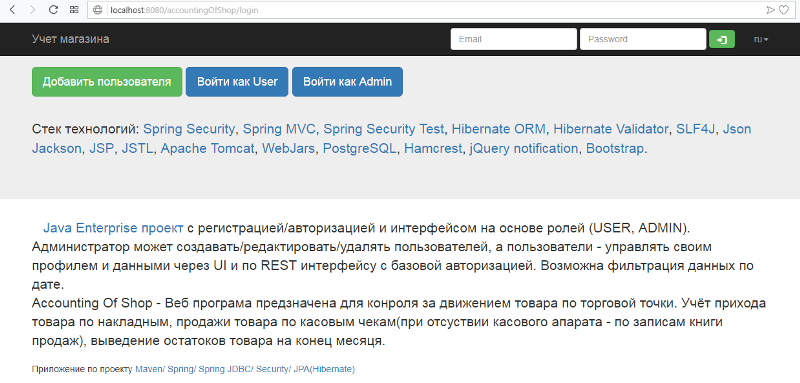 localhost:8080/accountingOfShop/login
Учет магазина Email Password ru
Добавить пользователя Войти как User Войти как Admin
Стек технологий: Spring Security, Spring MVC, Spring Security Test, Hibernate ORM, Hibernate Validator, SLF4J, Json
Jackson, JSP, JSTL, Apache Tomcat, WebJars, PostgreSQL, Hamcrest, jQuery notification, Bootstrap.
Java Enterprise проект с регистрацией/авторизацией и интерфейсом на основе ролей (USER, ADMIN).
Администратор может создавать/редактировать/удалять пользователей, а пользователи - управлять своим
профилем и данными через UI и по REST интерфейсу с базовой авторизацией. Возможна фильтрация данных по
дате.
Accounting Of Shop - Веб програма предзначена для конроля за движением товара по торговой точки. Учёт прихода
товара по накладным, продажи товара по касовым чекам(при отсуствии касового апарата - по записам книги
продаж), выведение остатоков товара на конец месяца.
Приложение по проекту Maven/ Spring/ Spring JDBC/ Security/ JPA(Hibernate)